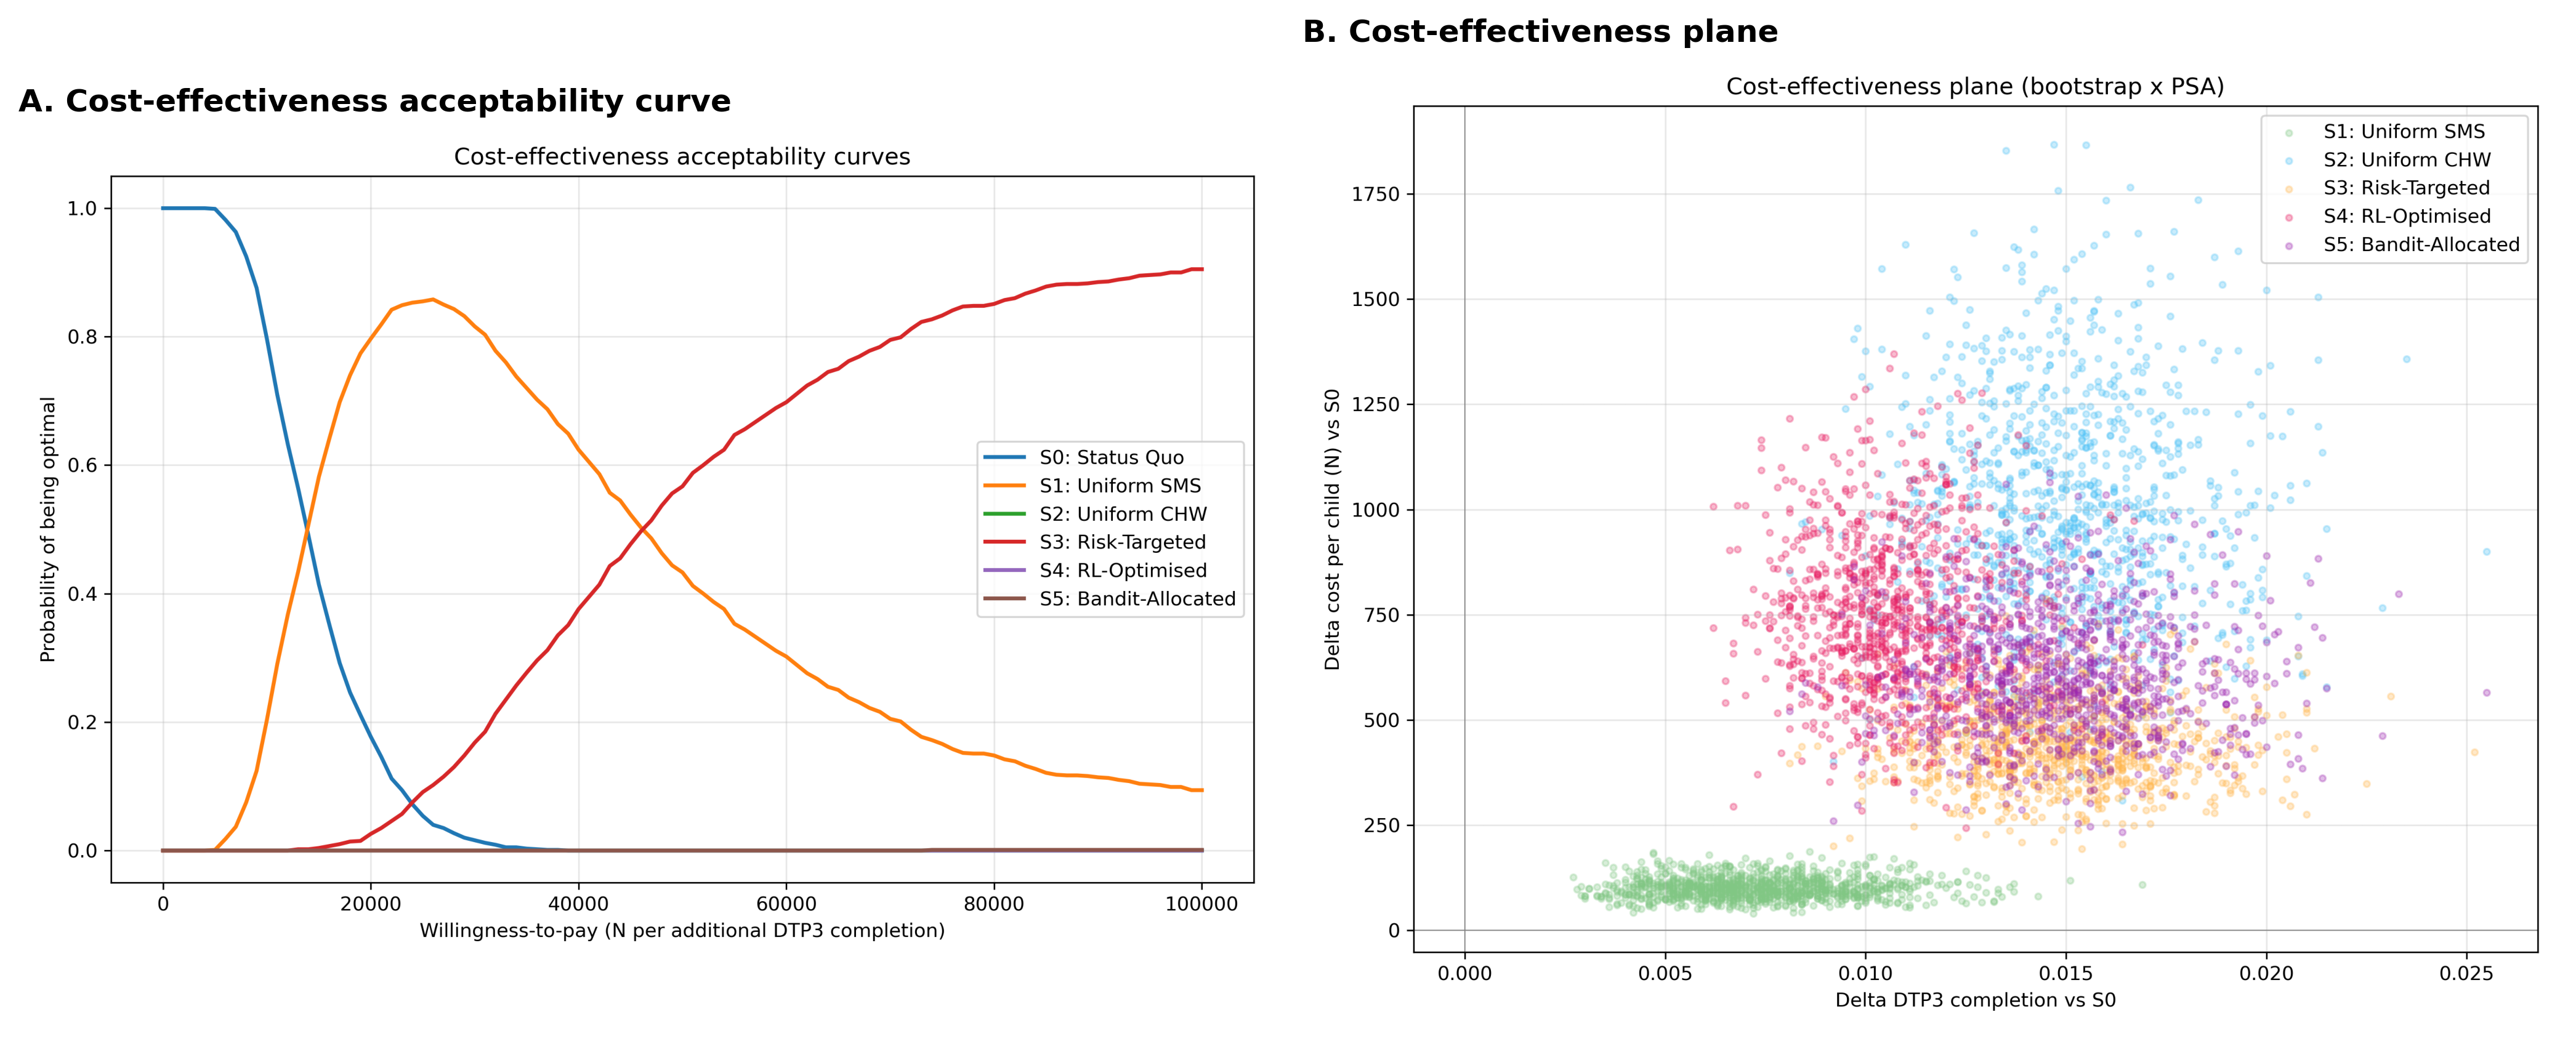 A. Cost-effectiveness acceptability curve
Cost-effectiveness acceptability curves
Probability of being optimal
1.0
0.8
0.6
0.4
0.2
0.0
S0: Status Quo
S1: Uniform SMS
S2: Uniform CHW
S3: Risk-Targeted
S4: RL-Optimised
S5: Bandit-Allocated
0 20000 40000 60000 80000 100000
Willingness-to-pay (N per additional DTP3 completion)
B. Cost-effectiveness plane
Cost-effectiveness plane (bootstrap x PSA)
Delta cost per child (N) vs S0
1750
1500
1250
1000
750
500
250
0
S1: Uniform SMS
S2: Uniform CHW
S3: Risk-Targeted
S4: RL-Optimised
S5: Bandit-Allocated
0.000 0.005 0.010 0.015 0.020 0.025
Delta DTP3 completion vs S0